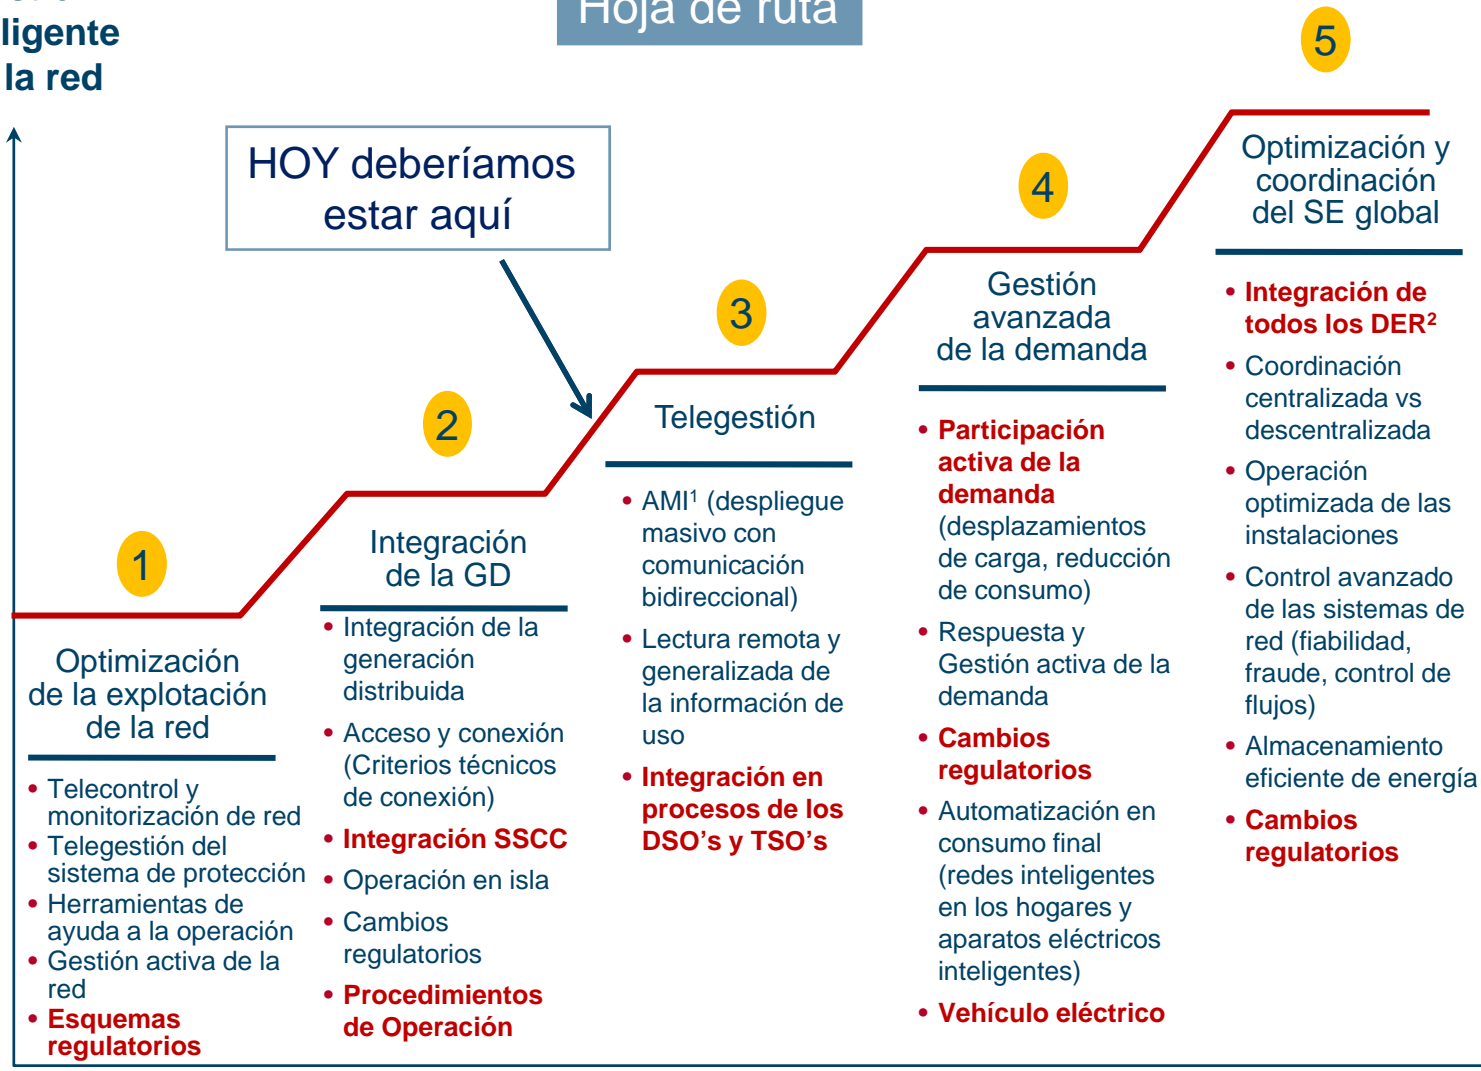 ligente
la red
Hoja de ruta
HOY deberíamos
estar aquí
1
Optimización
de la explotación
de la red
• Telecontrol y
monitorización de red
• Telegestión del
sistema de protección
• Herramientas de
ayuda a la operación
• Gestión activa de la
red
• Esquemas
regulatorios
2
Integración
de la GD
• Integración de la
generación
distribuida
• Acceso y conexión
(Criterios técnicos
de conexión)
• Integración SSCC
• Operación en isla
• Cambios
regulatorios
• Procedimientos
de Operación
3
Telegestión
• AMI¹ (despliegue
masivo con
comunicación
bidireccional)
• Lectura remota y
generalizada de
la información de
uso
• Integración en
procesos de los
DSO’s y TSO’s
4
Gestión
avanzada
de la demanda
• Participación
activa de la
demanda
(desplazamientos
de carga, reducción
de consumo)
• Respuesta y
Gestión activa de la
demanda
• Cambios
regulatorios
• Automatización en
consumo final
(redes inteligentes
en los hogares y
aparatos eléctricos
inteligentes)
• Vehículo eléctrico
5
Optimización y
coordinación
del SE global
• Integración de
todos los DER²
• Coordinación
centralizada vs
descentralizada
• Operación
optimizada de las
instalaciones
• Control avanzado
de las sistemas de
red (fiabilidad,
fraude, control de
flujos)
• Almacenamiento
eficiente de energía
• Cambios
regulatorios